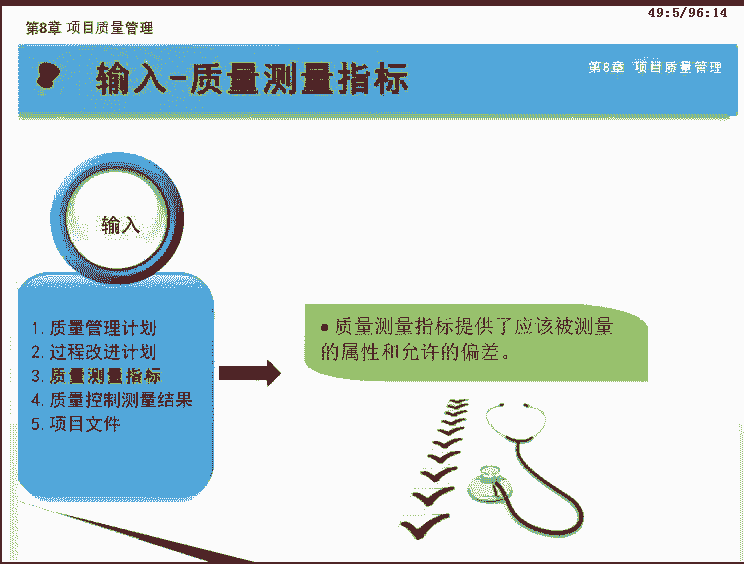 49:5/96:14
第8章 项目质量管理
输入-质量测量指标
第8章 项目质量管理
输入
1. 质量管理计划
2. 过程改进计划
3. 质量测量指标
4. 质量控制测量结果
5. 项目文件
• 质量测量指标提供了应该被测量
的属性和允许的偏差。